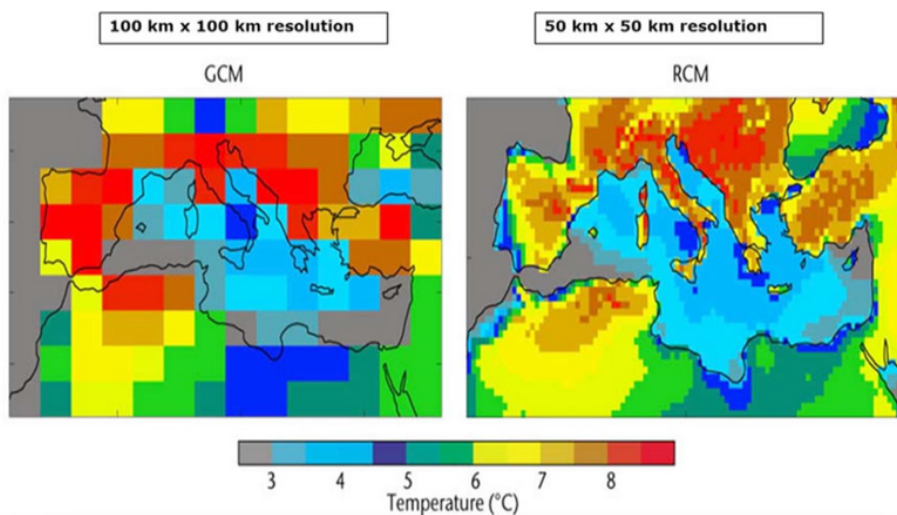 100 km x 100 km resolution
50 km x 50 km resolution
GCM
RCM
3 4 5 6 7 8
Temperature (°C)